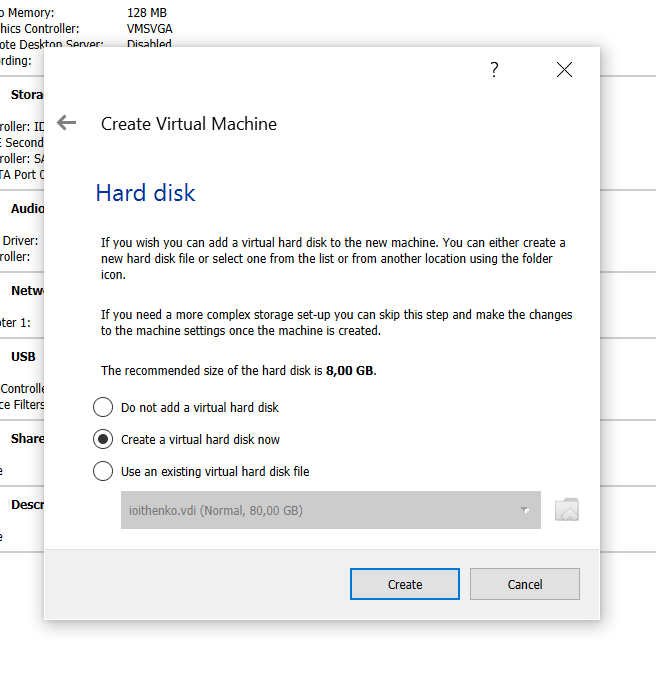 o Memory: 128 MB
hics Controller: VMSVGA
ote Desktop Server: Disabled
ording:
?
Create Virtual Machine
Hard disk
If you wish you can add a virtual hard disk to the new machine. You can either create a
new hard disk file or select one from the list or from another location using the folder
icon.
If you need a more complex storage set-up you can skip this step and make the changes
to the machine settings once the machine is created.
The recommended size of the hard disk is 8,00 GB.
Do not add a virtual hard disk
Create a virtual hard disk now
Use an existing virtual hard disk file
ioithenko.vdi (Normal, 80,00 GB)
Create
Cancel
Stora
roller: ID
E Second
roller: SA
TA Port 0
Audio
Driver:
roller:
Netw
oter 1:
USB
Controlle
ce Filters
Share
e
Descr
e